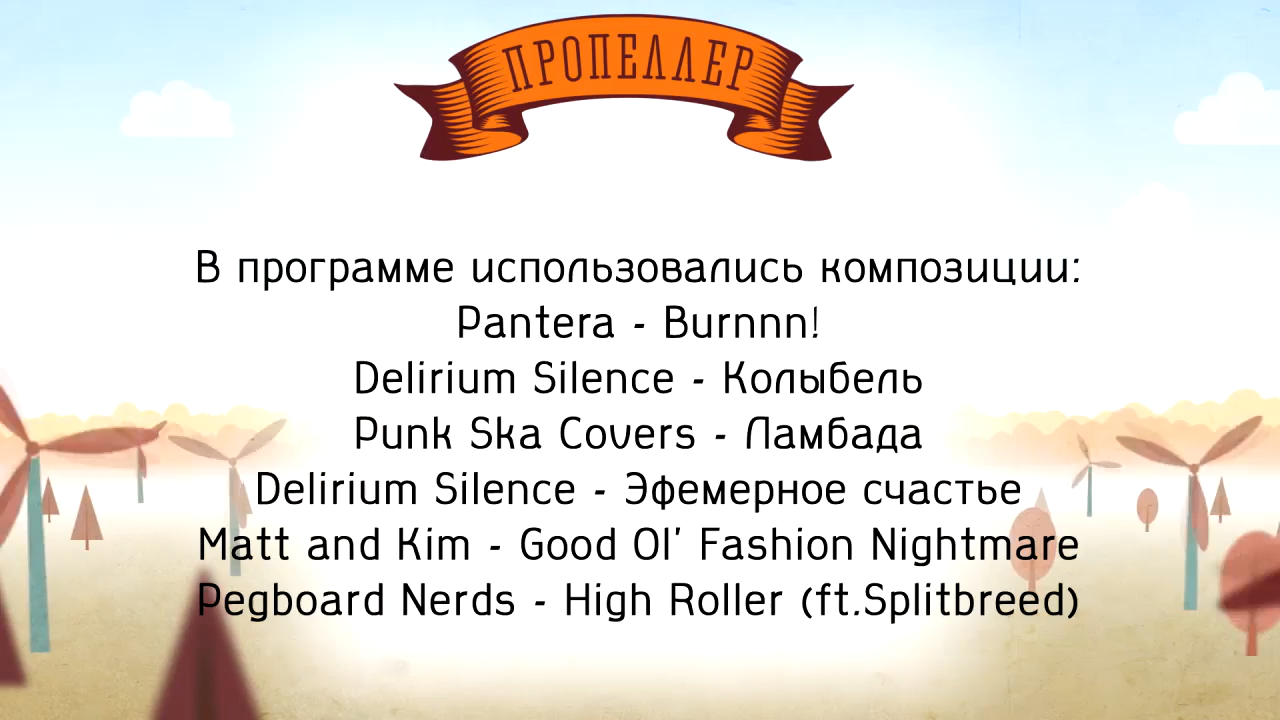 ПРОПЕЛЛЕР
В программе использовались композиции:
Pantera - Burnnn!
Delirium Silence - Колыбель
Punk Ska Covers - Ламбада
Delirium Silence - Эфемерное счастье
Matt and Kim - Good Ol' Fashion Nightmare
Pegboard Nerds - High Roller (ft.Splitbreed)